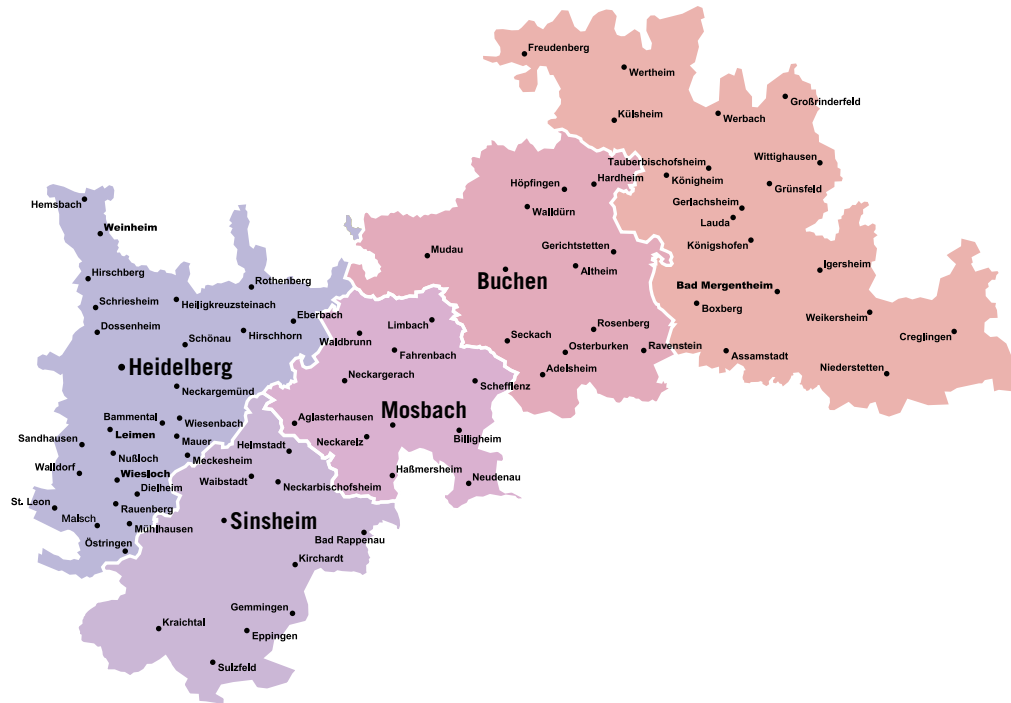 Freudenberg
Wertheim
Großrinderfeld
Külsheim
Werbach
Wittighausen
Tauberbischofsheim
Hardheim
Königheim
Höpfingen
Grünsfeld
Hemsbach
Gerlachsheim
Walldürn
Lauda
Weinheim
Königshofen
Mudau
Gerichtstetten
Hirschberg
Rothenberg
Buchen
Altheim
Igersheim
Bad Mergentheim
Schriesheim
Heiligkreuzsteinach
Boxberg
Eberbach
Limbach
Weikersheim
Dossenheim
Schönau
Hirschhorn
Waldbrunn
Seckach
Rosenberg
Creglingen
Fahrenbach
Osterburken
Ravenstein
Assamstadt
Heidelberg
Neckargerach
Adelsheim
Niederstetten
Schefflenz
Neckargemünd
Bammental
Wiesenbach
Aglasterhausen
Mosbach
Leimen
Sandhausen
Mauer
Neckarelz
Billigheim
Helmstadt
Nußloch
Meckesheim
Walldorf
Wiesloch
Waibstadt
Haßmersheim
Neudenau
Dielheim
Neckarbischofsheim
St. Leon
Rauenberg
Malsch
Mühlhausen
Sinsheim
Bad Rappenau
Östringen
Kirchardt
Gemmingen
Kraichtal
Eppingen
Sulzfeld